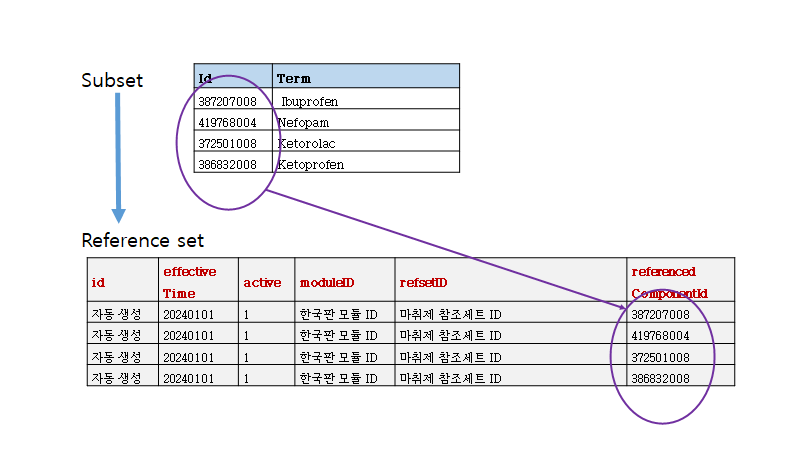 Subset
Id Term
387207008 Ibuprofen
419768004 Nefopam
372501008 Ketorolac
386832008 Ketoprofen
Reference set
id effective Time active moduleID refsetID referenced ComponentId
자동 생성 20240101 1 한국판 모듈 ID 마취제 참조세트 ID 387207008
자동 생성 20240101 1 한국판 모듈 ID 마취제 참조세트 ID 419768004
자동 생성 20240101 1 한국판 모듈 ID 마취제 참조세트 ID 372501008
자동 생성 20240101 1 한국판 모듈 ID 마취제 참조세트 ID 386832008